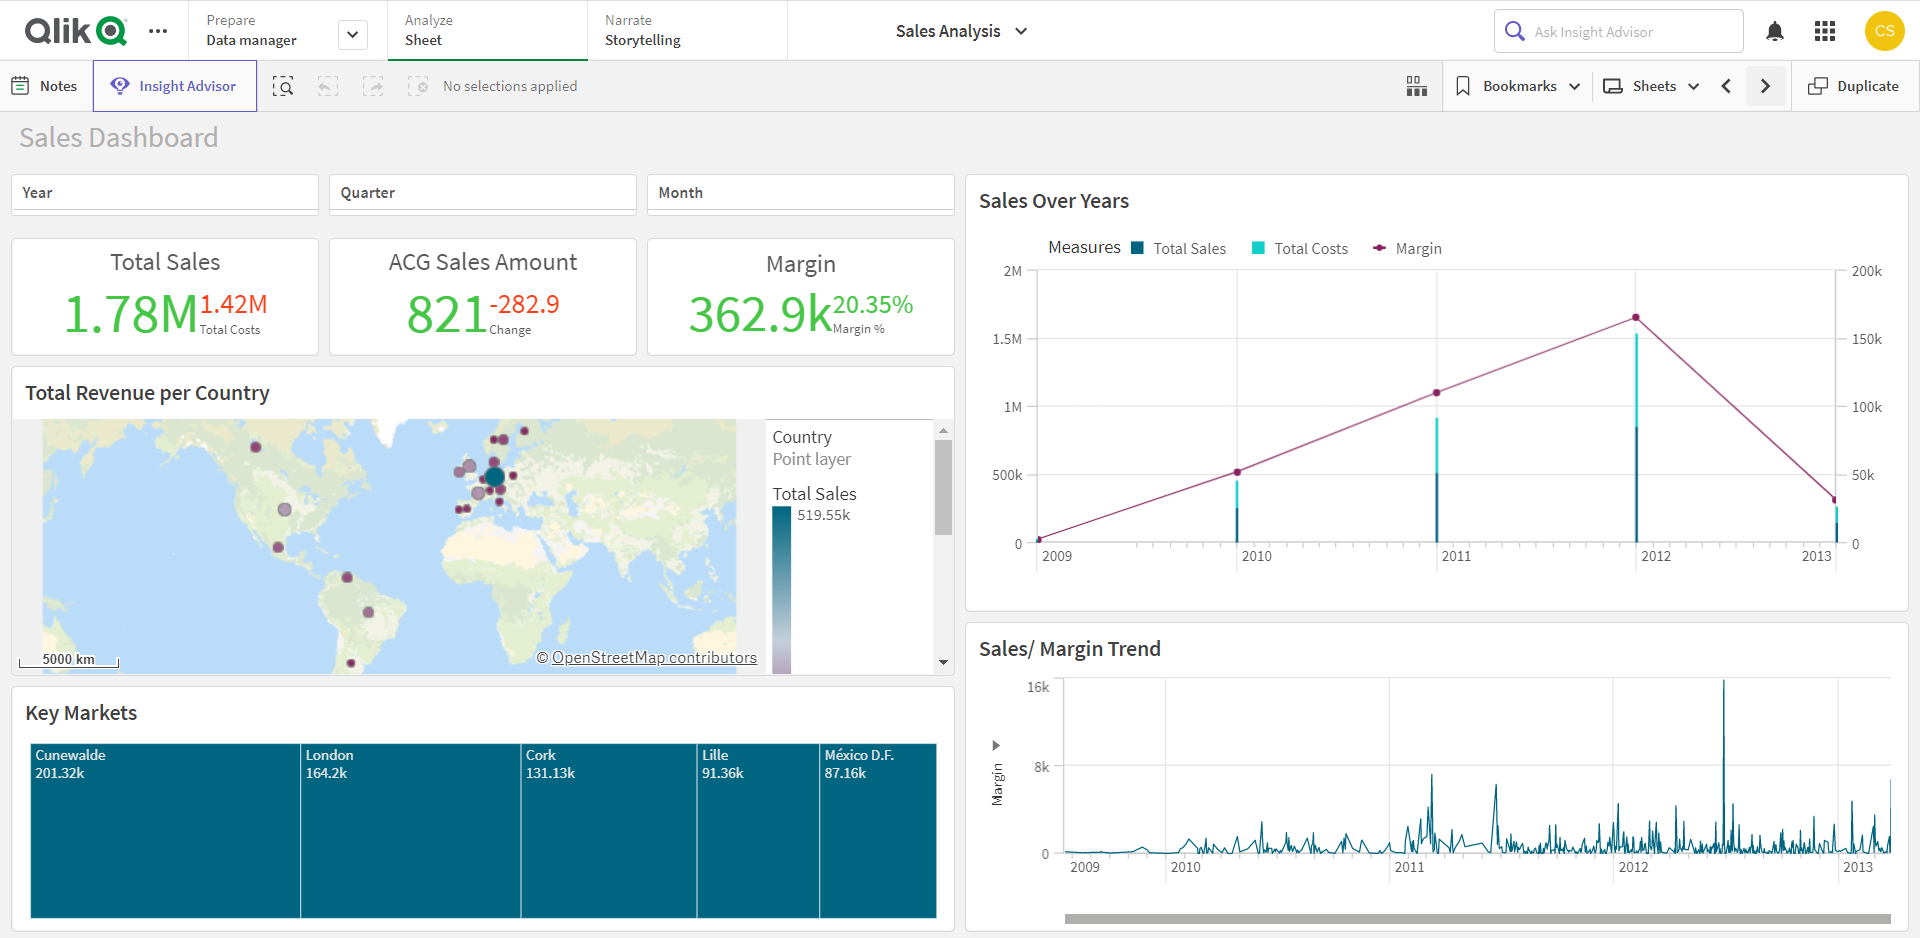 Qlik
Prepare
Data manager
Analyze
Sheet
Narrate
Storytelling
Sales Analysis
Ask Insight Advisor
CS
Notes
Insight Advisor
No selections applied
Bookmarks
Sheets
Duplicate
Sales Dashboard
Year
Quarter
Month
Total Sales
1.78M
1.42M
Total Costs
ACG Sales Amount
821
-282.9
Change
Margin
362.9k
20.35%
Margin %
Total Revenue per Country
5000 km
© OpenStreetMap contributors
Country
Point layer
Total Sales
519.55k
Key Markets
Cunewalde
201.32k
London
164.2k
Cork
131.13k
Lille
91.36k
México D.F.
87.16k
Sales Over Years
Measures Total Sales Total Costs Margin
2M 200k
1.5M 150k
1M 100k
500k 50k
0 0
2009 2010 2011 2012 2013
Sales/ Margin Trend
16k
8k
0
Margin
2009 2010 2011 2012 2013